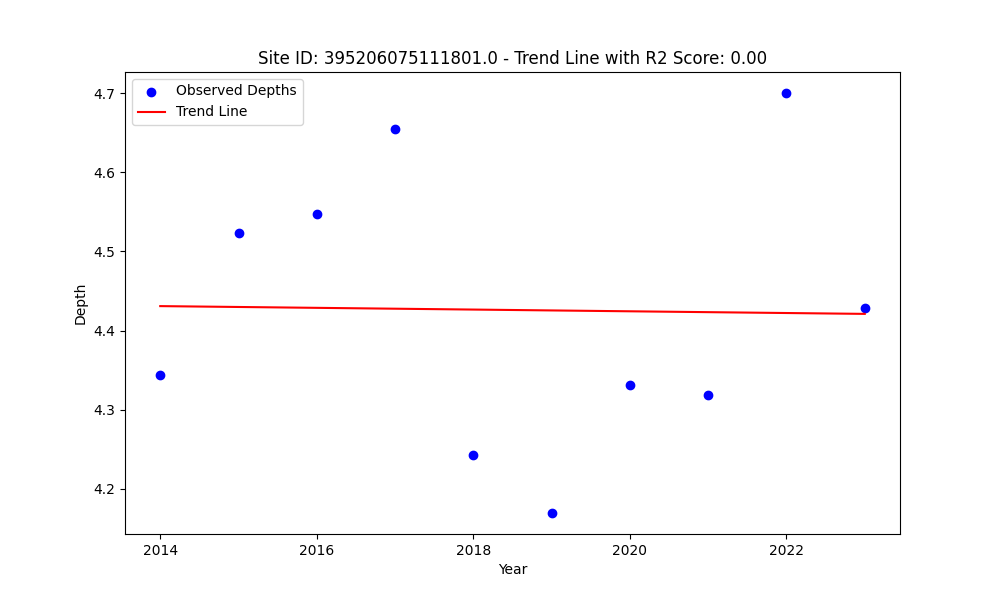 Site ID: 395206075111801.0 - Trend Line with R2 Score: 0.00
Observed Depths
Trend Line
4.7
4.6
4.5
4.4
4.3
4.2
Depth
2014 2016 2018 2020 2022
Year